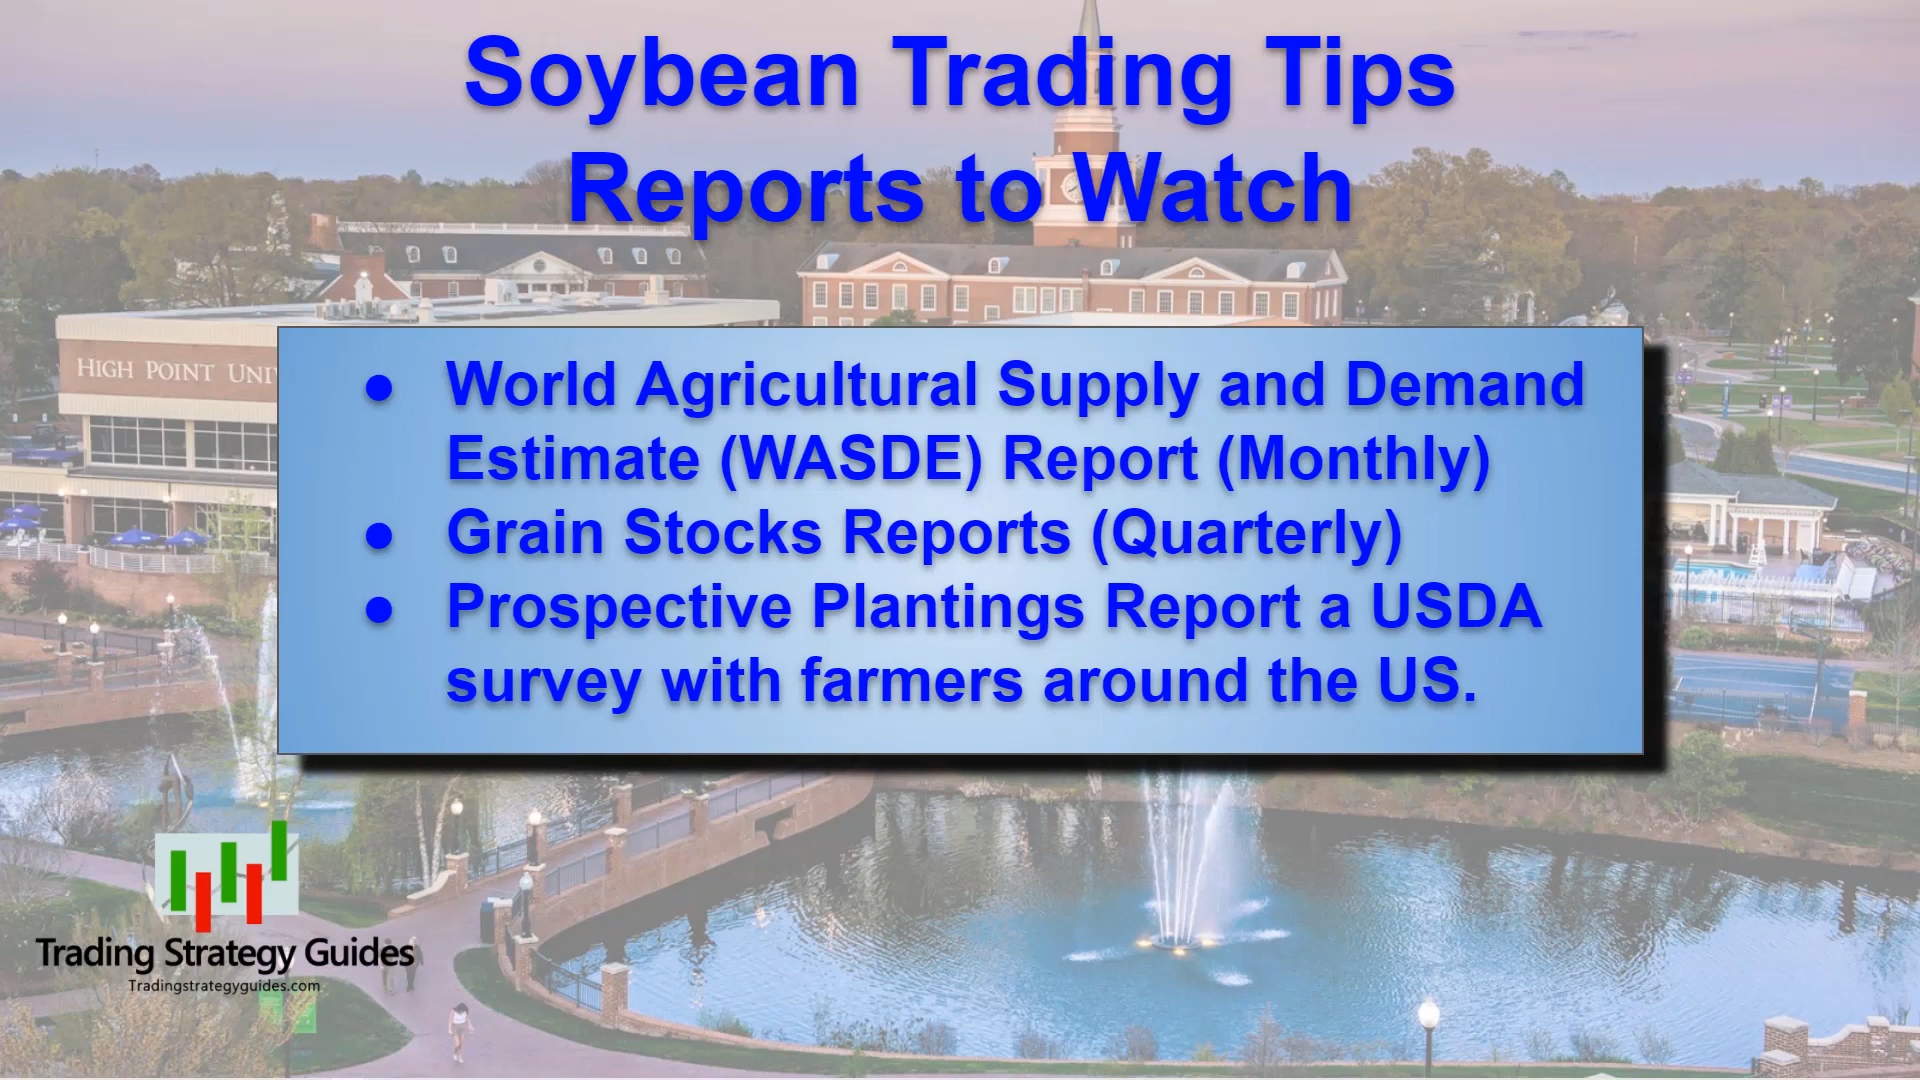 Soybean Trading Tips
Reports to Watch
HIGH POINT UNI
● World Agricultural Supply and Demand
Estimate (WASDE) Report (Monthly)
● Grain Stocks Reports (Quarterly)
● Prospective Plantings Report a USDA
survey with farmers around the US.
Trading Strategy Guides
Tradingstrategyguides.com